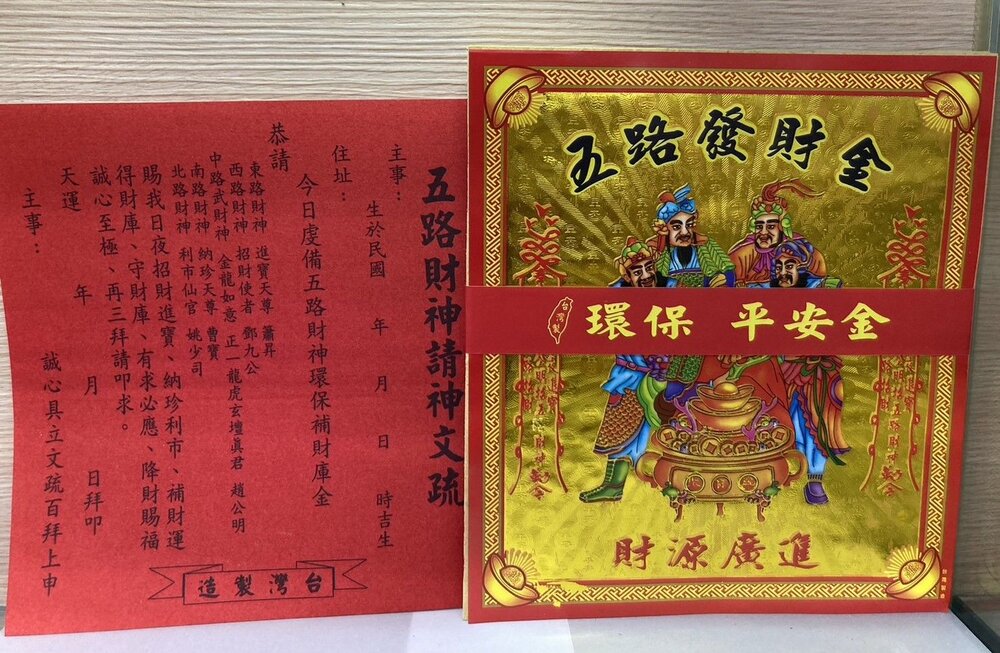 五路財神請神文疏
主事：
生於民國　年　月　日　時吉生
住址：
今日虔備五路財神環保補財庫金
恭請
東路財神　進寶天尊　蕭昇
西路財神　招財使者　鄧九公
中路武財神　金龍如意　正一　龍虎玄壇真君　趙公明
南路財神　納珍天尊　曹寶
北路財神　利市仙官　姚少司
賜我日夜招財進寶、納珍利市、補財運
得財庫、守財庫、有求必應、降財賜福
誠心至極、再三拜請叩求。
天運　年　月　日拜叩
主事：　誠心具立文疏百拜上申
台灣製造
五路發財金
台灣製
環保　平安金
財源廣進
台灣製造